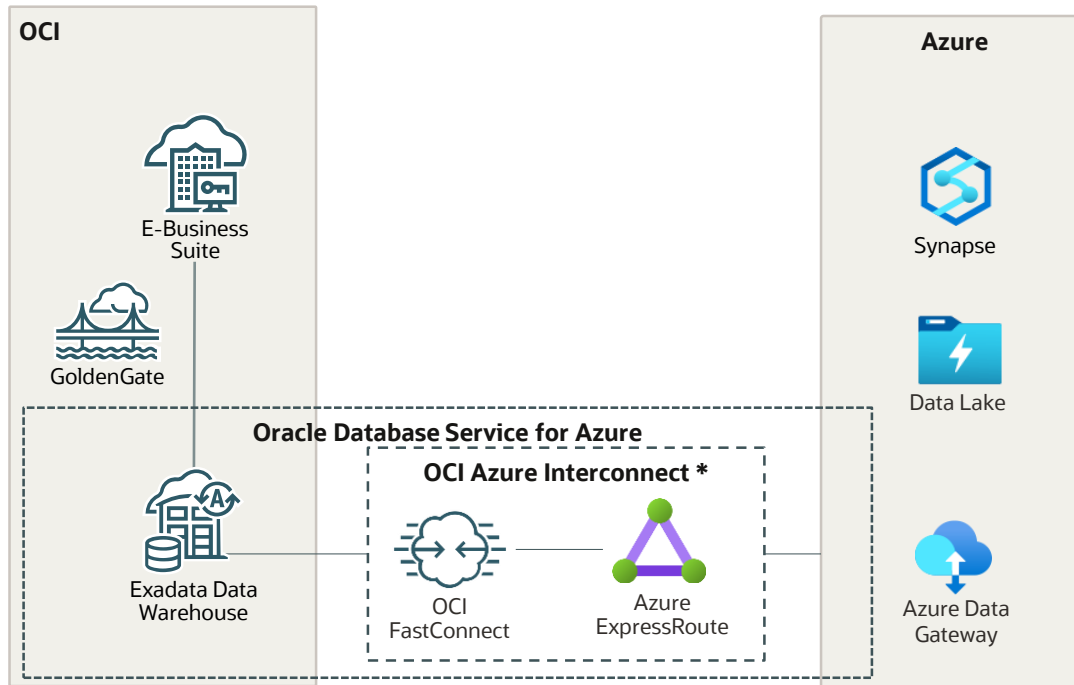 OCI
Azure
E-Business
Suite
Synapse
GoldenGate
Data Lake
Oracle Database Service for Azure
OCI Azure Interconnect *
A
Exadata Data
Warehouse
OCI
FastConnect
Azure
ExpressRoute
Azure Data
Gateway